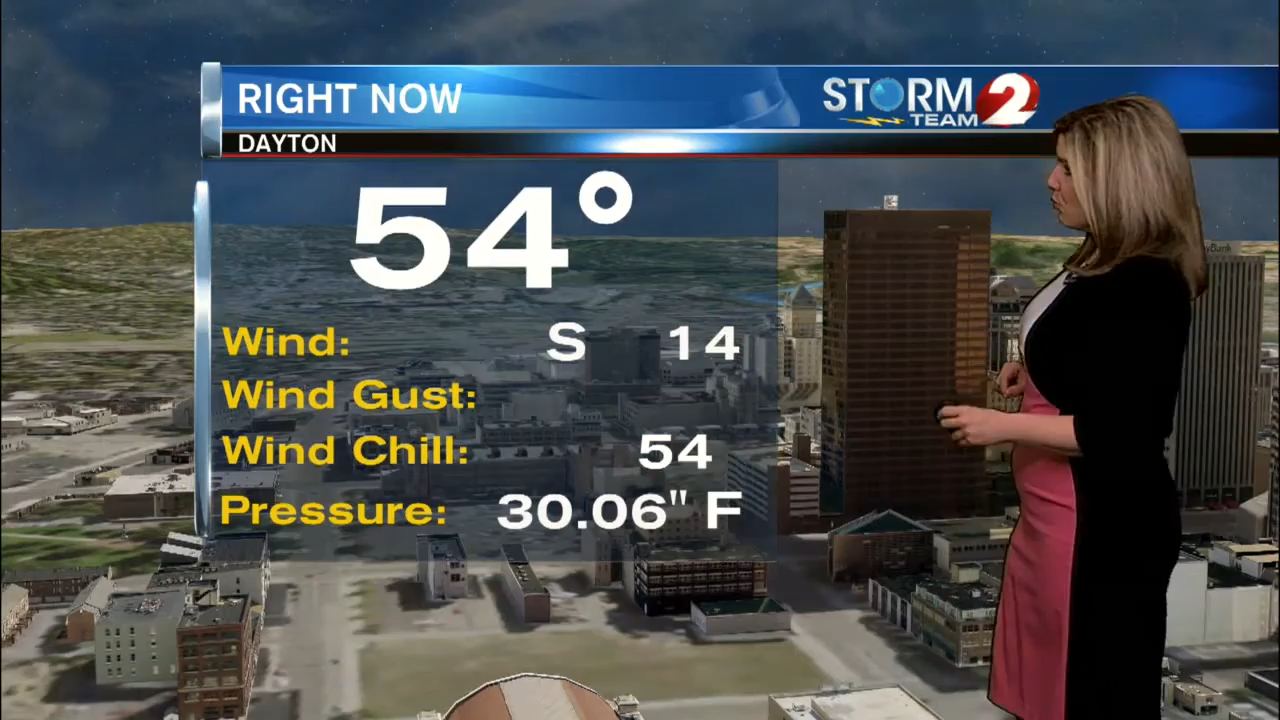 RIGHT NOW
STORM TEAM 2
DAYTON
54°
Wind: S 14
Wind Gust:
Wind Chill: 54
Pressure: 30.06" F